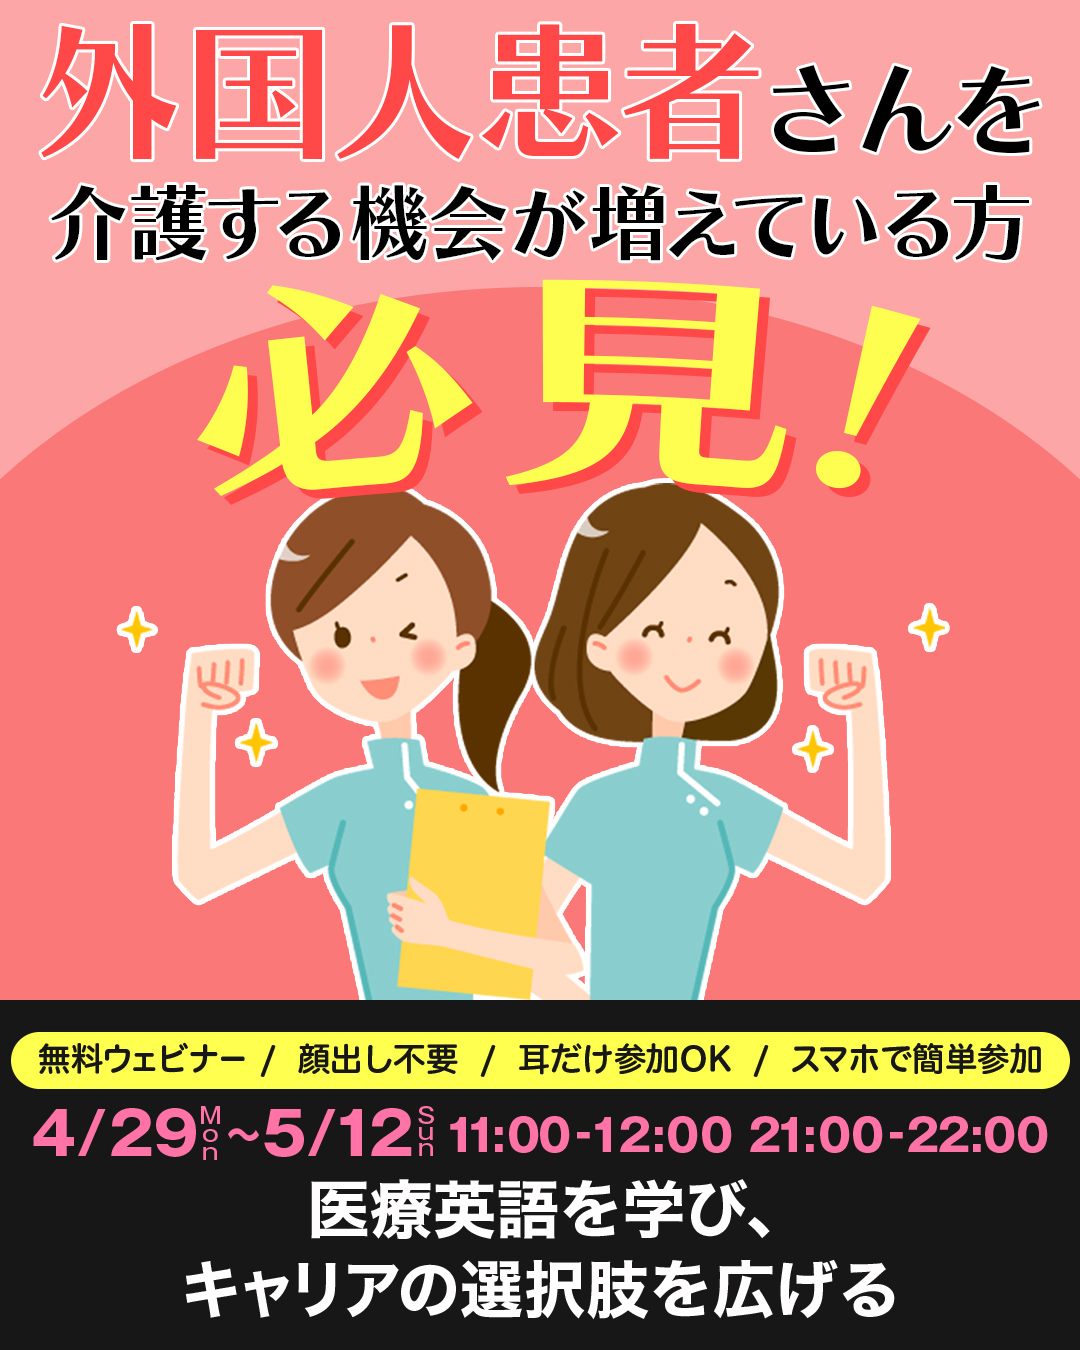 外国人患者さんを
介護する機会が増えている方
必見!
無料ウェビナー / 顔出し不要 / 耳だけ参加OK / スマホで簡単参加
4/29Mon~5/12Sun 11:00-12:00 21:00-22:00
医療英語を学び、
キャリアの選択肢を広げる